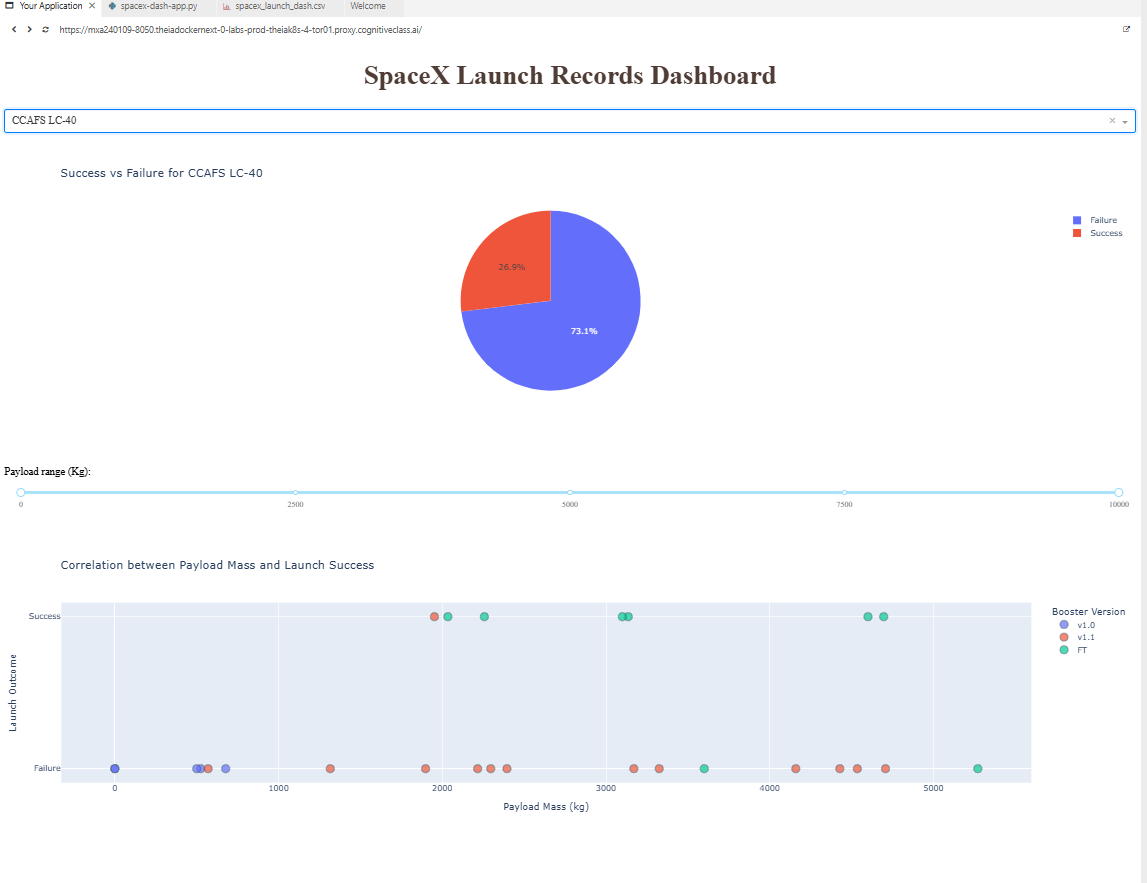 Your Application
spacex-dash-app.py
spacex_launch_dash.csv
Welcome
https://mxa240109-8050.theiadockernext-0-labs-prod-theiak8s-4-tor01.proxy.cognitiveclass.ai/
SpaceX Launch Records Dashboard
CCAFS LC-40
Success vs Failure for CCAFS LC-40
Failure
Success
26.9%
73.1%
Payload range (Kg):
0 2500 5000 7500 10000
Correlation between Payload Mass and Launch Success
Launch Outcome
Success
Failure
Booster Version
v1.0
v1.1
FT
0 1000 2000 3000 4000 5000
Payload Mass (kg)